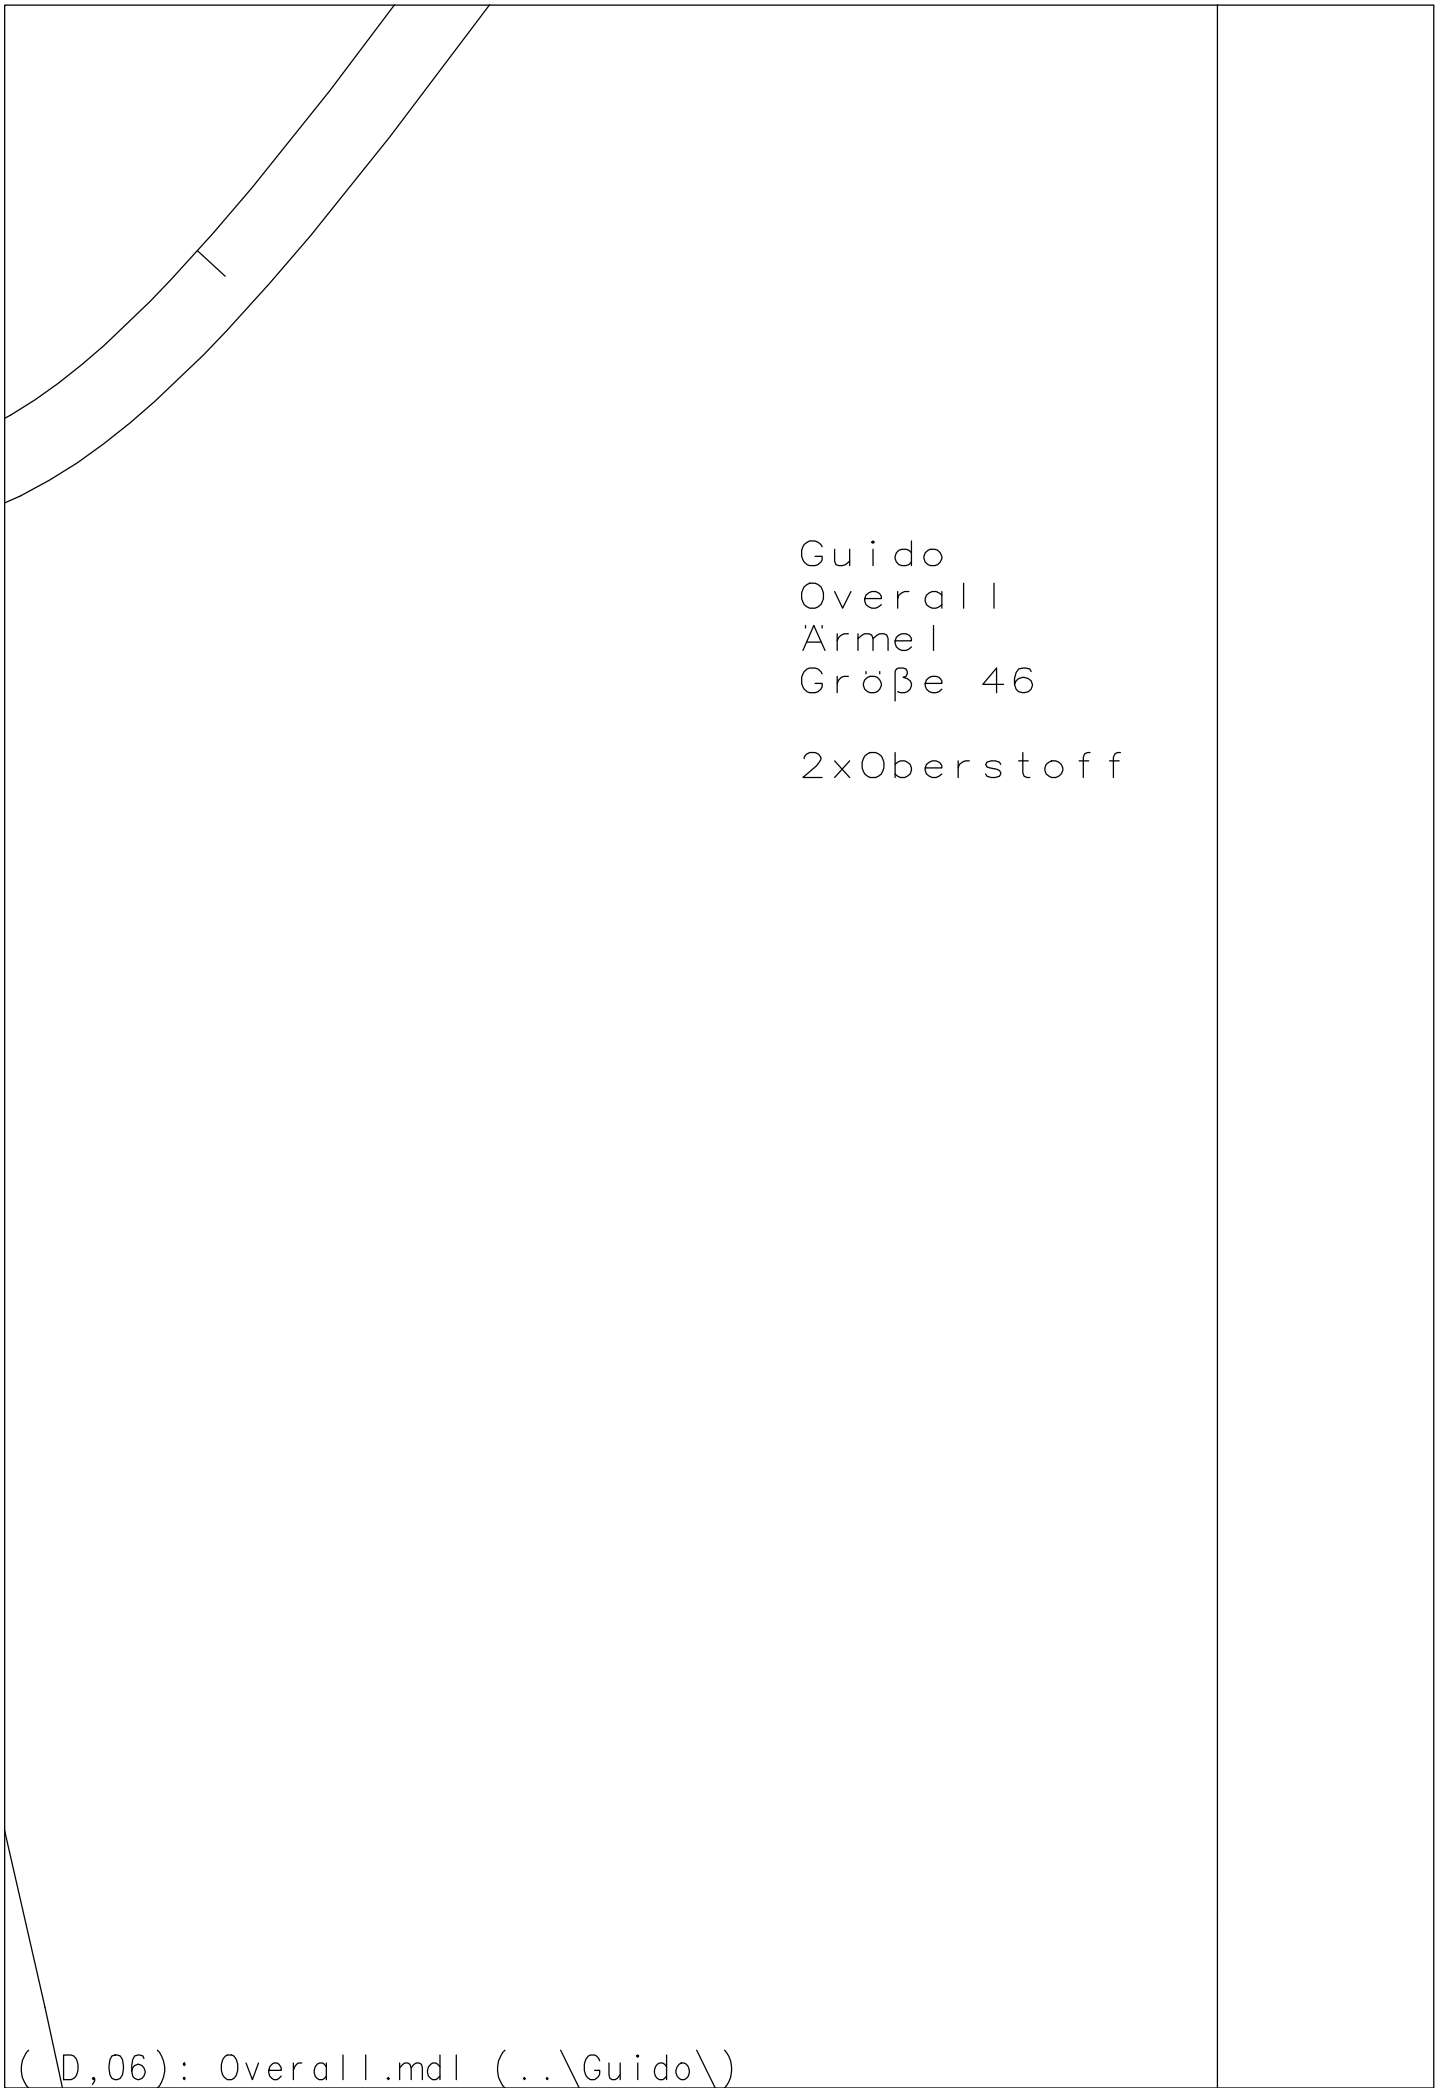 Guido
Overall
Ärmel
Größe 46
2xOberstoff
( D,06): Overall.mdl (..\Guido\)